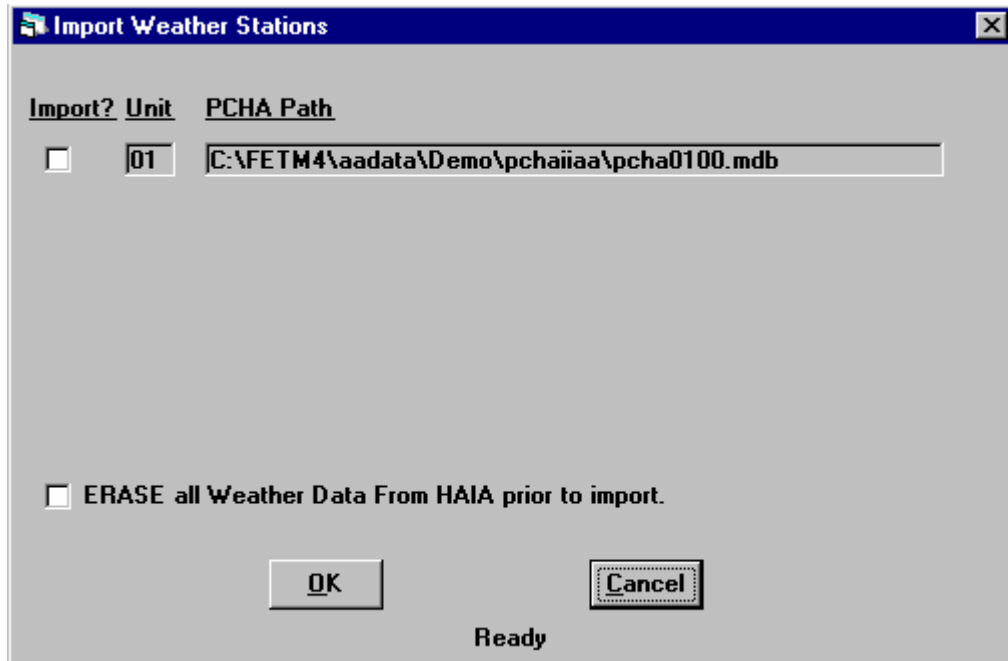 Import Weather Stations
Import? Unit PCHA Path
01 C:\FETM4\aadata\Demo\pchaiiaa\pcha0100.mdb
ERASE all Weather Data From HAIA prior to import.
OK Cancel
Ready